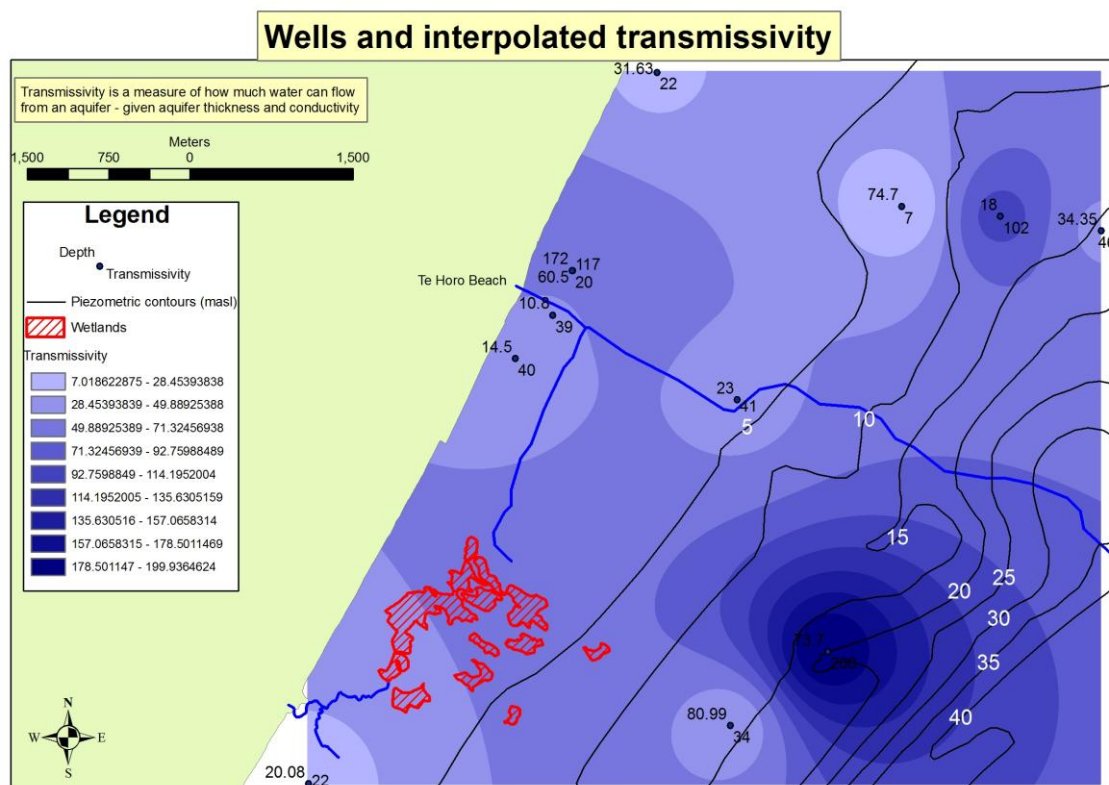 Wells and interpolated transmissivity
Transmissivity is a measure of how much water can flow
from an aquifer - given aquifer thickness and conductivity
Meters
1,500 750 0 1,500
Legend
Depth
Transmissivity
Piezometric contours (masl)
Wetlands
Transmissivity
7.018622875 - 28.45393838
28.45393839 - 49.88925388
49.88925389 - 71.32456938
71.32456939 - 92.75988489
92.7598849 - 114.1952004
114.1952005 - 135.6305159
135.630516 - 157.0658314
157.0658315 - 178.5011469
178.501147 - 199.9364624
N
W E
S
31.63
22
74.7
7
18
102
34.35
172 117
60.5 20
Te Horo Beach
10.8
39
14.5
40
23
41
5
10
15
20
25
30
35
40
73.7
80.99
34
20.08
22